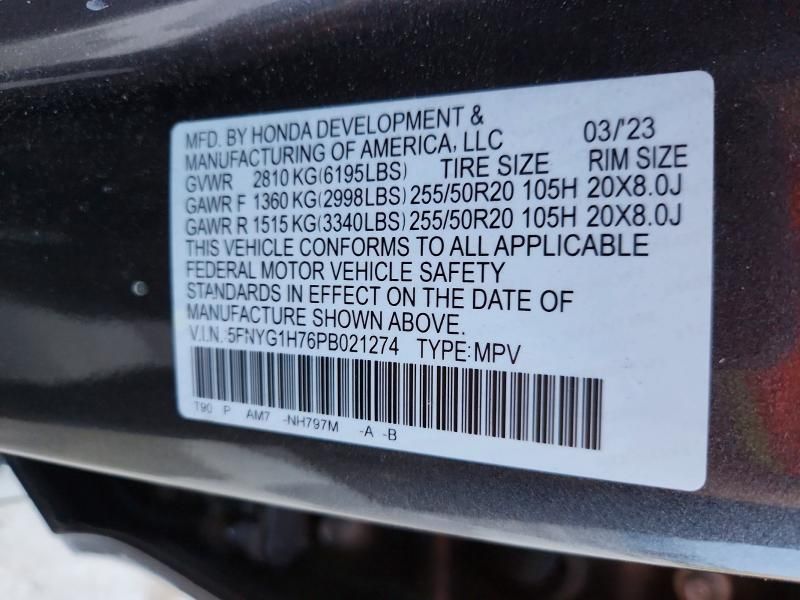 MFD. BY HONDA DEVELOPMENT & 03/'23
MANUFACTURING OF AMERICA, LLC
GVWR 2810 KG(6195LBS) TIRE SIZE RIM SIZE
GAWR F 1360 KG(2998LBS) 255/50R20 105H 20X8.0J
GAWR R 1515 KG(3340LBS) 255/50R20 105H 20X8.0J
THIS VEHICLE CONFORMS TO ALL APPLICABLE
FEDERAL MOTOR VEHICLE SAFETY
STANDARDS IN EFFECT ON THE DATE OF
MANUFACTURE SHOWN ABOVE.
V.I.N.: 5FNYG1H76PB021274 TYPE: MPV
T90 P AM7 -NH797M -A -B